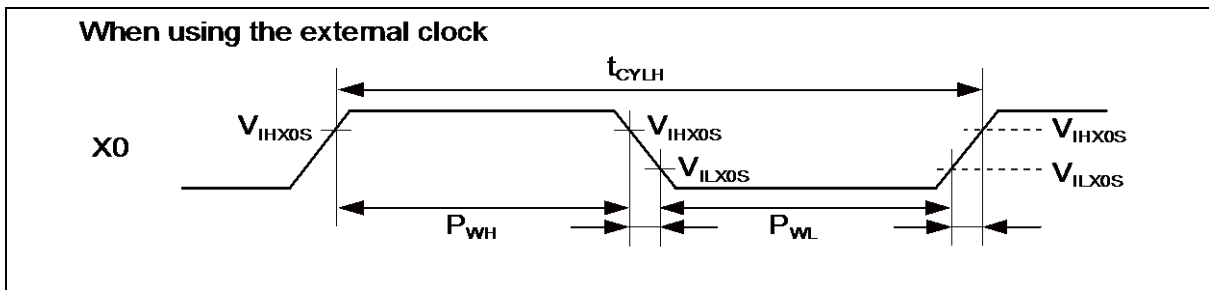 When using the external clock
tCYLH
VIHX0S
VIHX0S
VIHX0S
X0
VILX0S
VILX0S
PWH
PWL